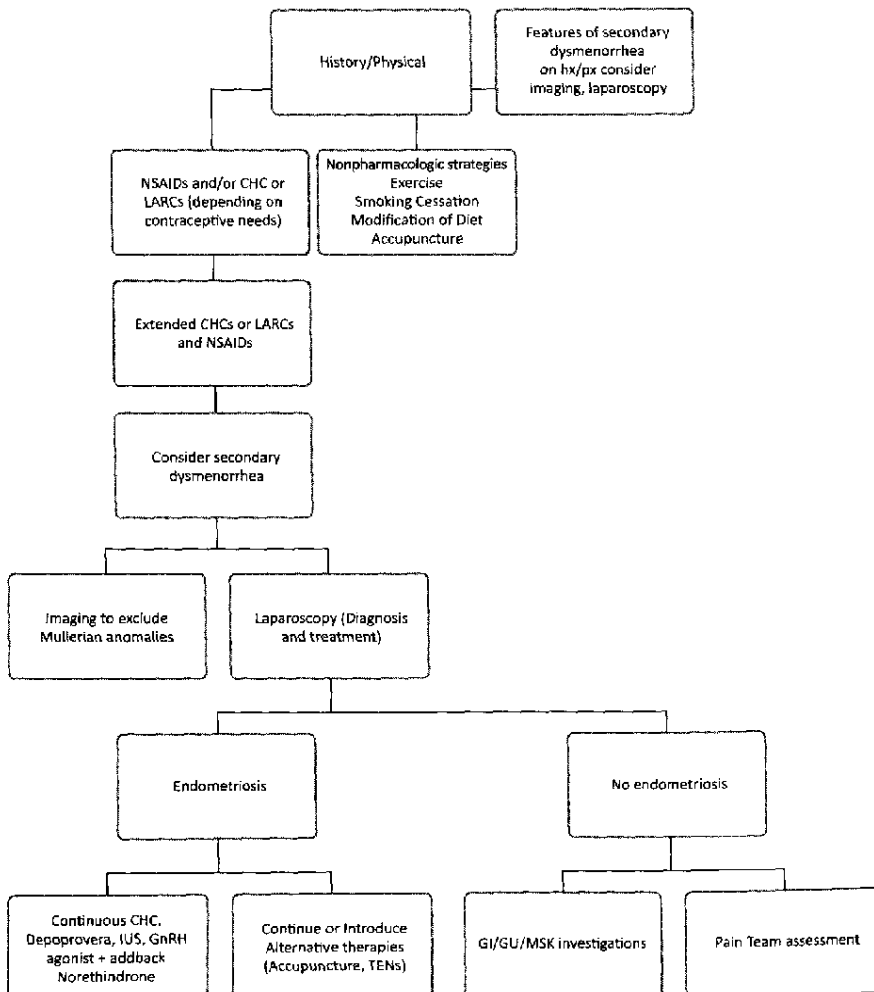 History/Physical
Features of secondary
dysmenorrhea
on hx/px consider
imaging, laparoscopy
NSAIDs and/or CHC or
LARCs (depending on
contraceptive needs)
Nonpharmacologic strategies
Exercise
Smoking Cessation
Modification of Diet
Accupuncture
Extended CHCs or LARCs
and NSAIDs
Consider secondary
dysmenorrhea
Imaging to exclude
Mullerian anomalies
Laparoscopy (Diagnosis
and treatment)
Endometriosis
No endometriosis
Continuous CHC,
Depoprovera, IUS, GnRH
agonist + addback
Norethindrone
Continue or Introduce
Alternative therapies
(Accupuncture, TENs)
GI/GU/MSK investigations
Pain Team assessment